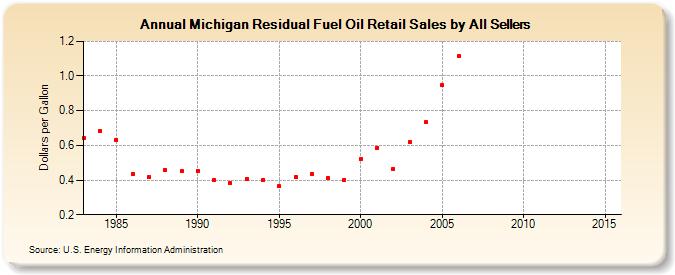 Annual Michigan Residual Fuel Oil Retail Sales by All Sellers
Dollars per Gallon
1.2
1.0
0.8
0.6
0.4
0.2
1985 1990 1995 2000 2005 2010 2015
Source: U.S. Energy Information Administration